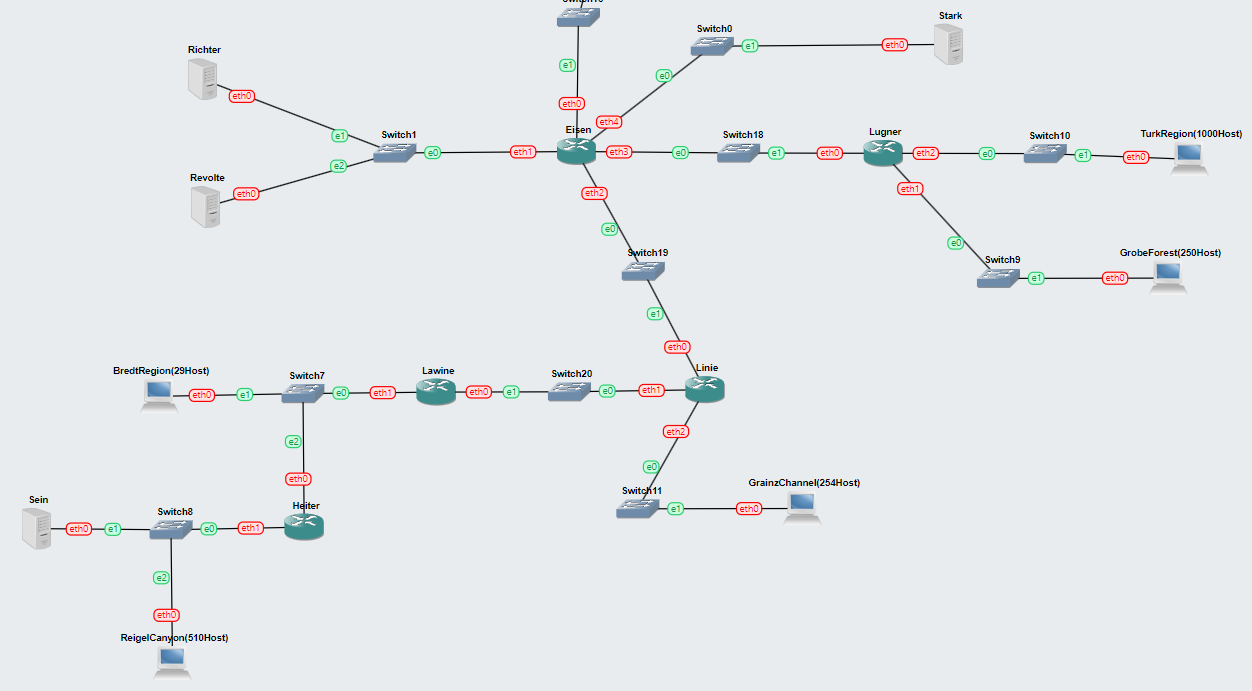 Stark
Switch0
e1
eth0
Richter
e1
e0
eth0
eth0
eth4
Eisen
Switch1
e1
e0
eth1
eth3
e0
Switch18
e1
eth0
Lugner
eth2
e0
Switch10
e1
eth0
TurkRegion(1000Host)
e2
Revolte
eth0
eth2
eth1
e0
e0
Switch19
Switch9
e1
eth0
GrobeForest(250Host)
e1
eth0
Linie
BredtRegion(29Host)
eth0
e1
Switch7
e0
eth1
Lawine
eth0
e1
Switch20
e0
eth1
eth2
e2
e0
eth0
Switch11
e1
eth0
GrainzChannel(254Host)
Sein
eth0
e1
Switch8
e0
eth1
Heiter
e2
eth0
ReigelCanyon(510Host)